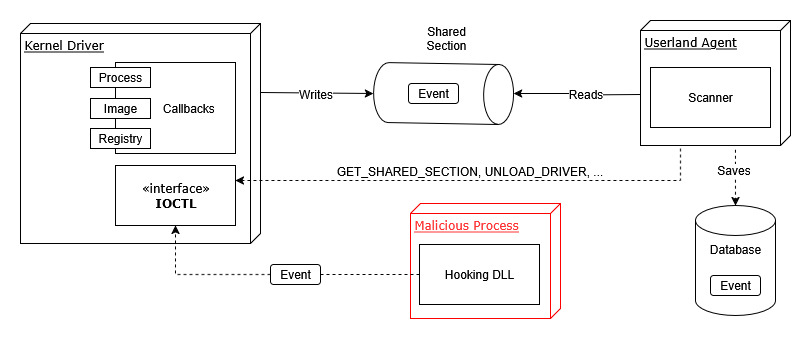 Kernel Driver
Process
Image
Registry
Callbacks
«interface»
IOCTL
Writes
Shared
Section
Event
Reads
Userland Agent
Scanner
GET_SHARED_SECTION, UNLOAD_DRIVER, ...
Saves
Malicious Process
Hooking DLL
Event
Database
Event